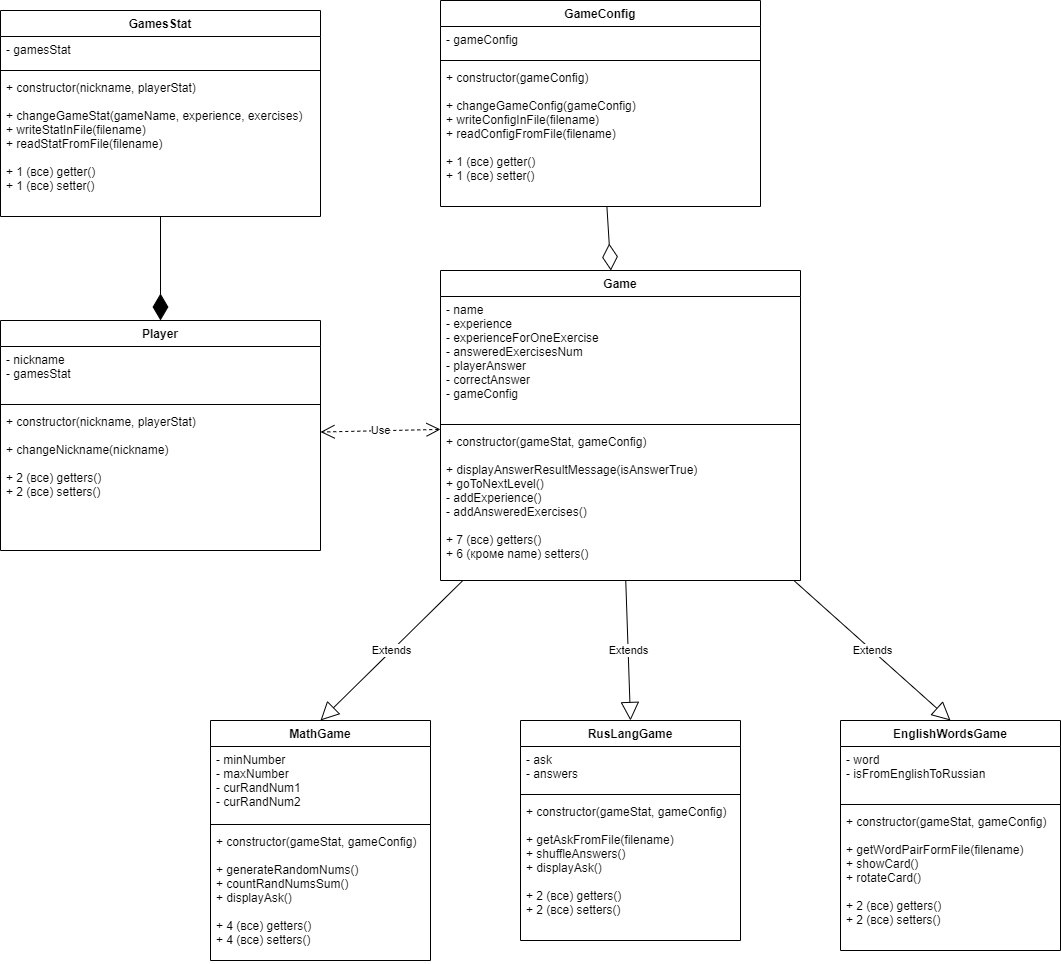 GamesStat
- gamesStat
+ constructor(nickname, playerStat)
+ changeGameStat(gameName, experience, exercises)
+ writeStatInFile(filename)
+ readStatFromFile(filename)
+ 1 (все) getter()
+ 1 (все) setter()
GameConfig
- gameConfig
+ constructor(gameConfig)
+ changeGameConfig(gameConfig)
+ writeConfigInFile(filename)
+ readConfigFromFile(filename)
+ 1 (все) getter()
+ 1 (все) setter()
Player
- nickname
- gamesStat
+ constructor(nickname, playerStat)
+ changeNickname(nickname)
+ 2 (все) getters()
+ 2 (все) setters()
Use
Game
- name
- experience
- experienceForOneExercise
- answeredExercisesNum
- playerAnswer
- correctAnswer
- gameConfig
+ constructor(gameStat, gameConfig)
+ displayAnswerResultMessage(isAnswerTrue)
+ goToNextLevel()
- addExperience()
- addAnsweredExercises()
+ 7 (все) getters()
+ 6 (кроме name) setters()
Extends
Extends
Extends
MathGame
- minNumber
- maxNumber
- curRandNum1
- curRandNum2
+ constructor(gameStat, gameConfig)
+ generateRandomNums()
+ countRandNumsSum()
+ displayAsk()
+ 4 (все) getters()
+ 4 (все) setters()
RusLangGame
- ask
- answers
+ constructor(gameStat, gameConfig)
+ getAskFromFile(filename)
+ shuffleAnswers()
+ displayAsk()
+ 2 (все) getters()
+ 2 (все) setters()
EnglishWordsGame
- word
- isFromEnglishToRussian
+ constructor(gameStat, gameConfig)
+ getWordPairFormFile(filename)
+ showCard()
+ rotateCard()
+ 2 (все) getters()
+ 2 (все) setters()